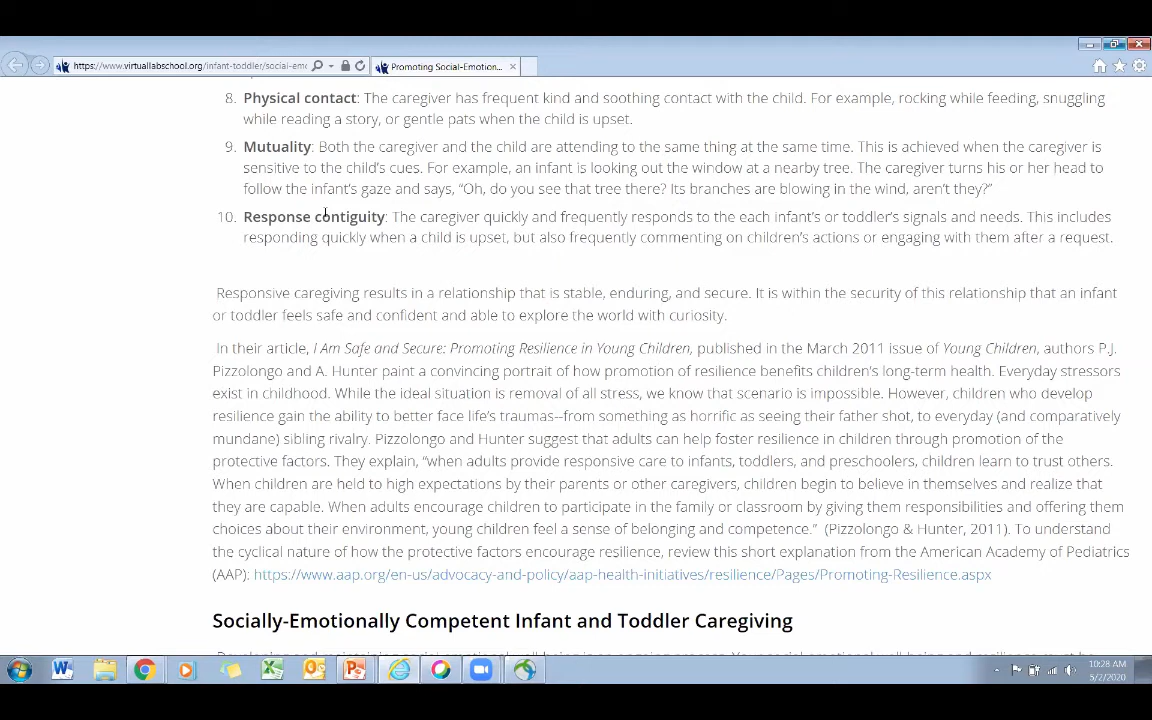 https://www.virtuallabschool.org/infant-toddler/social-em
Promoting Social-Emotion...
8. Physical contact: The caregiver has frequent kind and soothing contact with the child. For example, rocking while feeding, snuggling
while reading a story, or gentle pats when the child is upset.
9. Mutuality: Both the caregiver and the child are attending to the same thing at the same time. This is achieved when the caregiver is
sensitive to the child's cues. For example, an infant is looking out the window at a nearby tree. The caregiver turns his or her head to
follow the infant's gaze and says, “Oh, do you see that tree there? Its branches are blowing in the wind, aren't they?”
10. Response contiguity: The caregiver quickly and frequently responds to the each infant's or toddler's signals and needs. This includes
responding quickly when a child is upset, but also frequently commenting on children's actions or engaging with them after a request.
Responsive caregiving results in a relationship that is stable, enduring, and secure. It is within the security of this relationship that an infant
or toddler feels safe and confident and able to explore the world with curiosity.
In their article, I Am Safe and Secure: Promoting Resilience in Young Children, published in the March 2011 issue of Young Children, authors P.J.
Pizzolongo and A. Hunter paint a convincing portrait of how promotion of resilience benefits children's long-term health. Everyday stressors
exist in childhood. While the ideal situation is removal of all stress, we know that scenario is impossible. However, children who develop
resilience gain the ability to better face life's traumas--from something as horrific as seeing their father shot, to everyday (and comparatively
mundane) sibling rivalry. Pizzolongo and Hunter suggest that adults can help foster resilience in children through promotion of the
protective factors. They explain, “when adults provide responsive care to infants, toddlers, and preschoolers, children learn to trust others.
When children are held to high expectations by their parents or other caregivers, children begin to believe in themselves and realize that
they are capable. When adults encourage children to participate in the family or classroom by giving them responsibilities and offering them
choices about their environment, young children feel a sense of belonging and competence.” (Pizzolongo & Hunter, 2011). To understand
the cyclical nature of how the protective factors encourage resilience, review this short explanation from the American Academy of Pediatrics
(AAP): https://www.aap.org/en-us/advocacy-and-policy/aap-health-initiatives/resilience/Pages/Promoting-Resilience.aspx
Socially-Emotionally Competent Infant and Toddler Caregiving
10:28 AM
5/2/2020